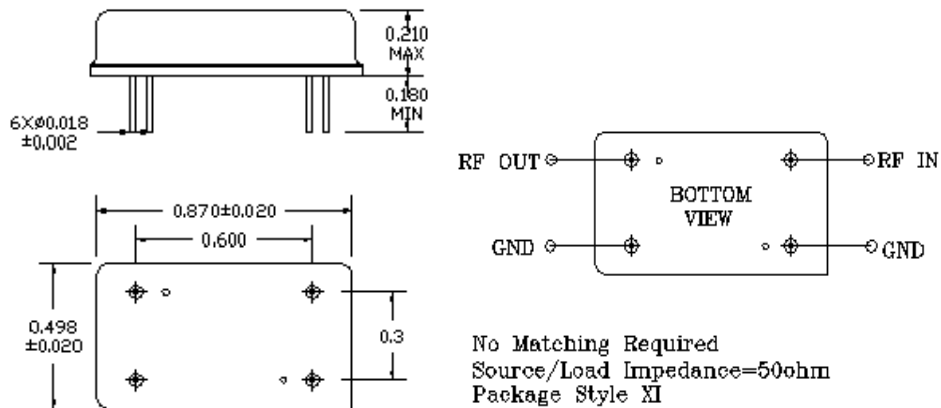 0.210
MAX
0.180
MIN
6XØ0.018
±0.002
0.870±0.020
0.600
0.498
±0.020
0.3
RF OUT
RF IN
BOTTOM
VIEW
GND
GND
No Matching Required
Source/Load Impedance=50ohm
Package Style XI